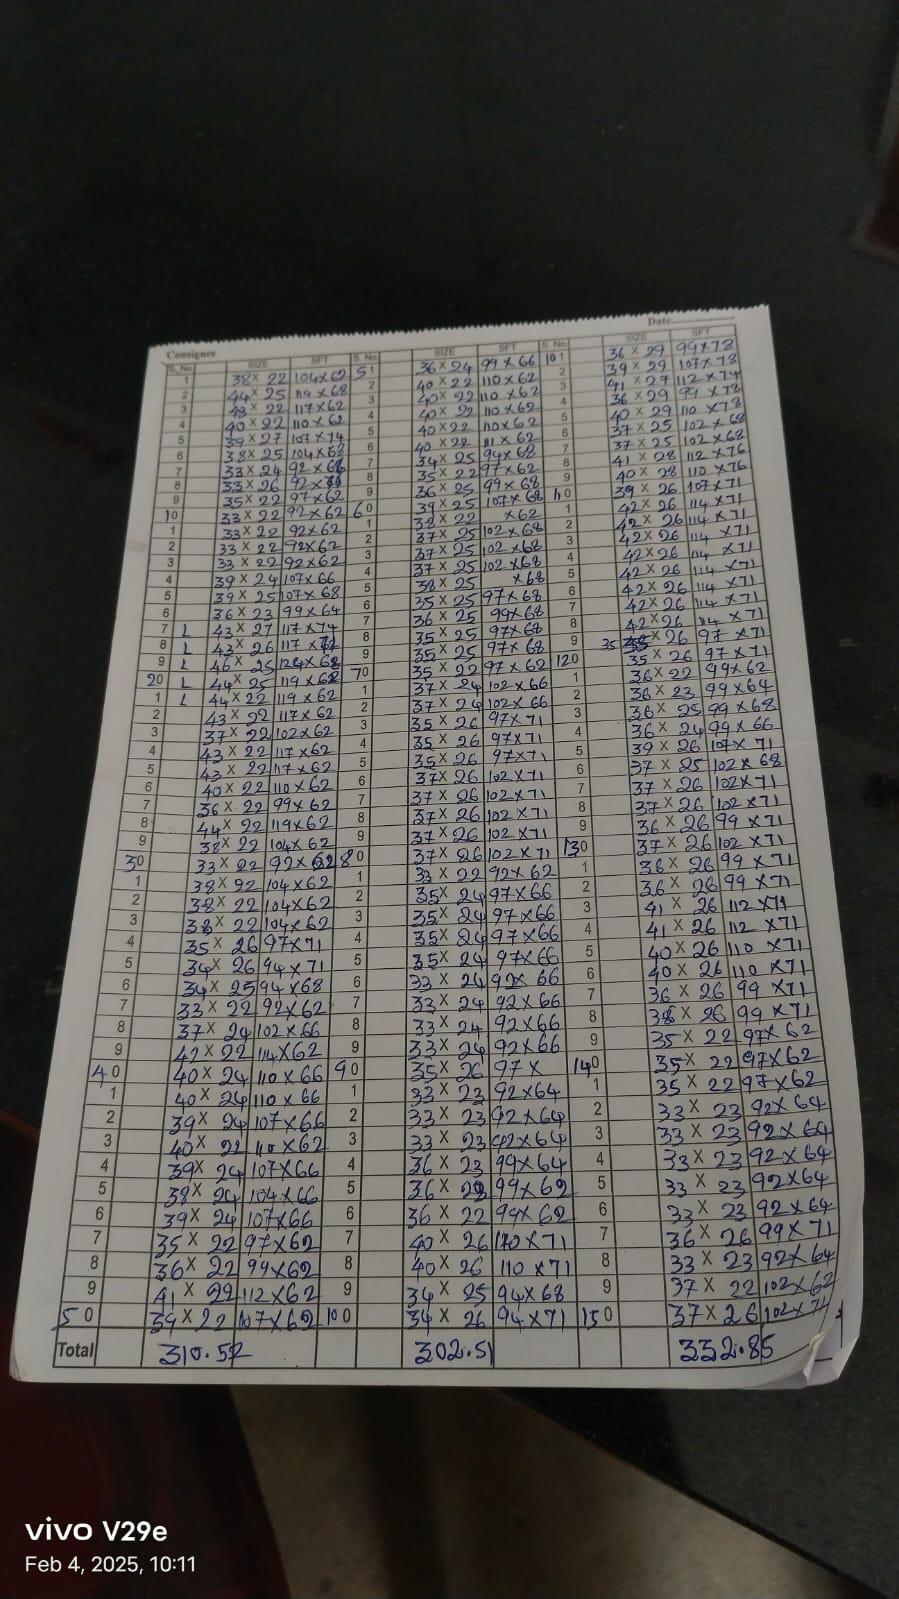 Consignee Date
S. No SIZE SFT S. No SIZE SFT S. No SIZE SFT
1 38 × 22 104 × 62 51 36 × 24 99 × 66 101 36 × 29 99 × 78
2 44 × 25 119 × 68 2 40 × 22 110 × 62 2 39 × 29 107 × 78
3 43 × 22 117 × 62 3 40 × 22 110 × 62 3 41 × 27 112 × 74
4 40 × 22 110 × 62 4 40 × 22 110 × 62 4 36 × 29 99 × 78
5 39 × 27 107 × 74 5 40 × 22 110 × 62 5 40 × 29 110 × 78
6 38 × 25 104 × 68 6 40 × 22 111 × 62 6 37 × 25 102 × 68
7 33 × 24 92 × 66 7 34 × 25 94 × 68 7 37 × 25 102 × 68
8 33 × 26 92 × 8 35 × 22 97 × 62 8 41 × 28 112 × 76
9 35 × 22 97 × 62 9 36 × 25 99 × 68 9 40 × 28 110 × 76
10 33 × 22 92 × 62 60 39 × 25 107 × 68 110 39 × 26 107 × 71
1 33 × 22 92 × 62 1 38 × 22 × 62 1 42 × 26 114 × 71
2 33 × 22 92 × 62 2 37 × 25 102 × 68 2 42 × 26 114 × 71
3 33 × 22 92 × 62 3 37 × 25 102 × 68 3 42 × 26 114 × 71
4 39 × 24 107 × 66 4 37 × 25 102 × 68 4 42 × 26 114 × 71
5 39 × 25 107 × 68 5 38 × 25 × 68 5 42 × 26 114 × 71
6 36 × 23 99 × 64 6 35 × 25 97 × 68 6 42 × 26 114 × 71
7 L 43 × 27 117 × 74 7 36 × 25 99 × 68 7 42 × 26 114 × 71
8 L 43 × 26 117 × 71 8 35 × 25 97 × 68 8 42 × 26 114 × 71
9 L 46 × 25 124 × 68 9 35 × 25 97 × 68 9 35 × 26 97 × 71
20 L 44 × 25 119 × 68 70 35 × 22 97 × 62 120 35 × 26 97 × 71
1 L 44 × 22 119 × 62 1 37 × 24 102 × 66 1 36 × 22 99 × 62
2 43 × 22 117 × 62 2 37 × 24 102 × 66 2 36 × 23 99 × 64
3 37 × 22 102 × 62 3 35 × 26 97 × 71 3 36 × 25 99 × 68
4 43 × 22 117 × 62 4 35 × 26 97 × 71 4 36 × 24 99 × 66
5 43 × 22 117 × 62 5 35 × 26 97 × 71 5 39 × 26 107 × 71
6 40 × 22 110 × 62 6 37 × 26 102 × 71 6 37 × 25 102 × 68
7 36 × 22 99 × 62 7 37 × 26 102 × 71 7 37 × 26 102 × 71
8 44 × 22 119 × 62 8 37 × 26 102 × 71 8 37 × 26 102 × 71
9 38 × 22 104 × 62 9 37 × 26 102 × 71 9 36 × 26 99 × 71
30 33 × 22 92 × 62 80 37 × 26 102 × 71 130 37 × 26 102 × 71
1 38 × 22 104 × 62 1 33 × 22 92 × 62 1 36 × 26 99 × 71
2 38 × 22 104 × 62 2 35 × 24 97 × 66 2 36 × 26 99 × 71
3 38 × 22 104 × 62 3 35 × 24 97 × 66 3 41 × 26 112 × 71
4 35 × 26 97 × 71 4 35 × 24 97 × 66 4 41 × 26 112 × 71
5 34 × 26 94 × 71 5 35 × 24 97 × 66 5 40 × 26 110 × 71
6 34 × 25 94 × 68 6 33 × 24 92 × 66 6 40 × 26 110 × 71
7 33 × 22 92 × 62 7 33 × 24 92 × 66 7 36 × 26 99 × 71
8 37 × 24 102 × 66 8 33 × 24 92 × 66 8 36 × 26 99 × 71
9 42 × 22 114 × 62 9 33 × 24 92 × 66 9 35 × 22 97 × 62
40 40 × 24 110 × 66 90 35 × 26 97 × 140 35 × 22 97 × 62
1 40 × 24 110 × 66 1 33 × 23 92 × 64 1 35 × 22 97 × 62
2 39 × 24 107 × 66 2 33 × 23 92 × 64 2 33 × 23 92 × 64
3 40 × 22 110 × 62 3 33 × 23 92 × 64 3 33 × 23 92 × 64
4 39 × 24 107 × 66 4 36 × 23 99 × 64 4 33 × 23 92 × 64
5 38 × 24 104 × 66 5 36 × 22 99 × 62 5 33 × 23 92 × 64
6 39 × 24 107 × 66 6 36 × 22 99 × 62 6 33 × 23 92 × 64
7 35 × 22 97 × 62 7 40 × 26 110 × 71 7 36 × 26 99 × 71
8 36 × 22 99 × 62 8 40 × 26 110 × 71 8 33 × 23 92 × 64
9 41 × 22 112 × 62 9 34 × 25 94 × 68 9 37 × 22 102 × 62
50 39 × 22 107 × 62 100 34 × 26 94 × 71 150 37 × 26 102 × 71
Total 310.52 302.51 332.85
vivo V29e
Feb 4, 2025, 10:11